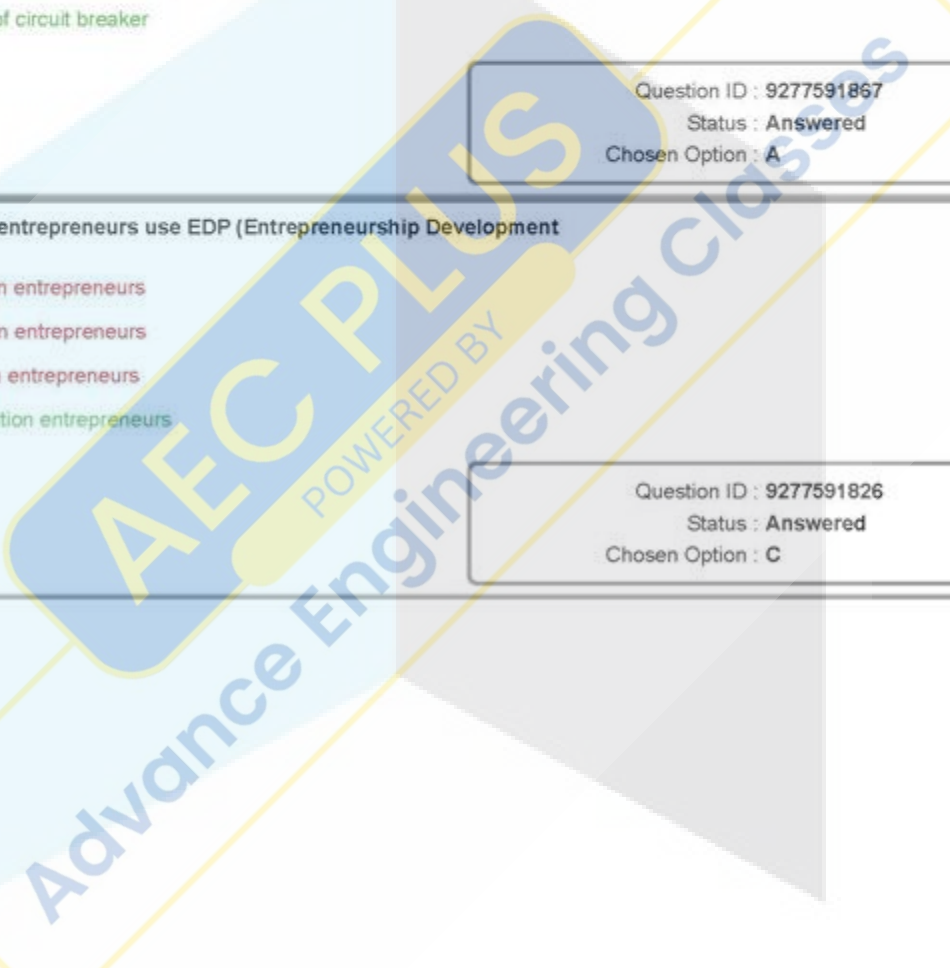 of circuit breaker
Question ID : 9277591867
Status : Answered
Chosen Option : A
entrepreneurs use EDP (Entrepreneurship Development
entrepreneurs
entrepreneurs
entrepreneurs
tion entrepreneurs
Question ID : 9277591826
Status : Answered
Chosen Option : C
AEC PLUS
POWERED BY
Advance Engineering Classes